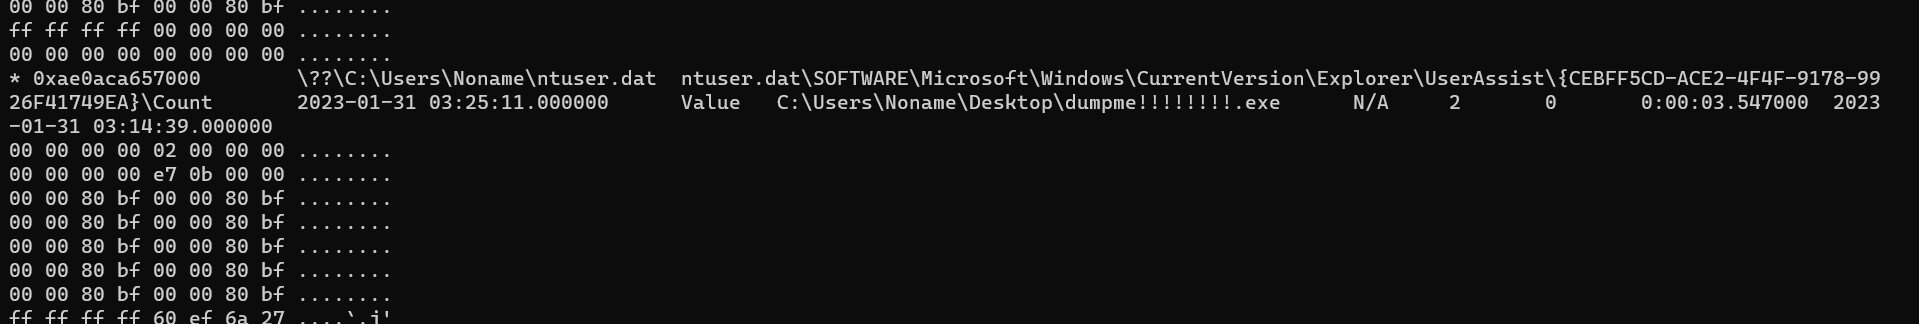 00 00 80 bf 00 00 80 bf ........
ff ff ff ff 00 00 00 00 ........
00 00 00 00 00 00 00 00 ........
* 0xae0aca657000        \??\C:\Users\Noname\ntuser.dat  ntuser.dat\SOFTWARE\Microsoft\Windows\CurrentVersion\Explorer\UserAssist\{CEBFF5CD-ACE2-4F4F-9178-99
26F41749EA}\Count       2023-01-31 03:25:11.000000      Value   C:\Users\Noname\Desktop\dumpme!!!!!!!!.exe      N/A     2       0       0:00:03.547000  2023
-01-31 03:14:39.000000
00 00 00 00 02 00 00 00 ........
00 00 00 00 e7 0b 00 00 ........
00 00 80 bf 00 00 80 bf ........
00 00 80 bf 00 00 80 bf ........
00 00 80 bf 00 00 80 bf ........
00 00 80 bf 00 00 80 bf ........
00 00 80 bf 00 00 80 bf ........
ff ff ff ff 60 ef 6a 27 ....`.j'